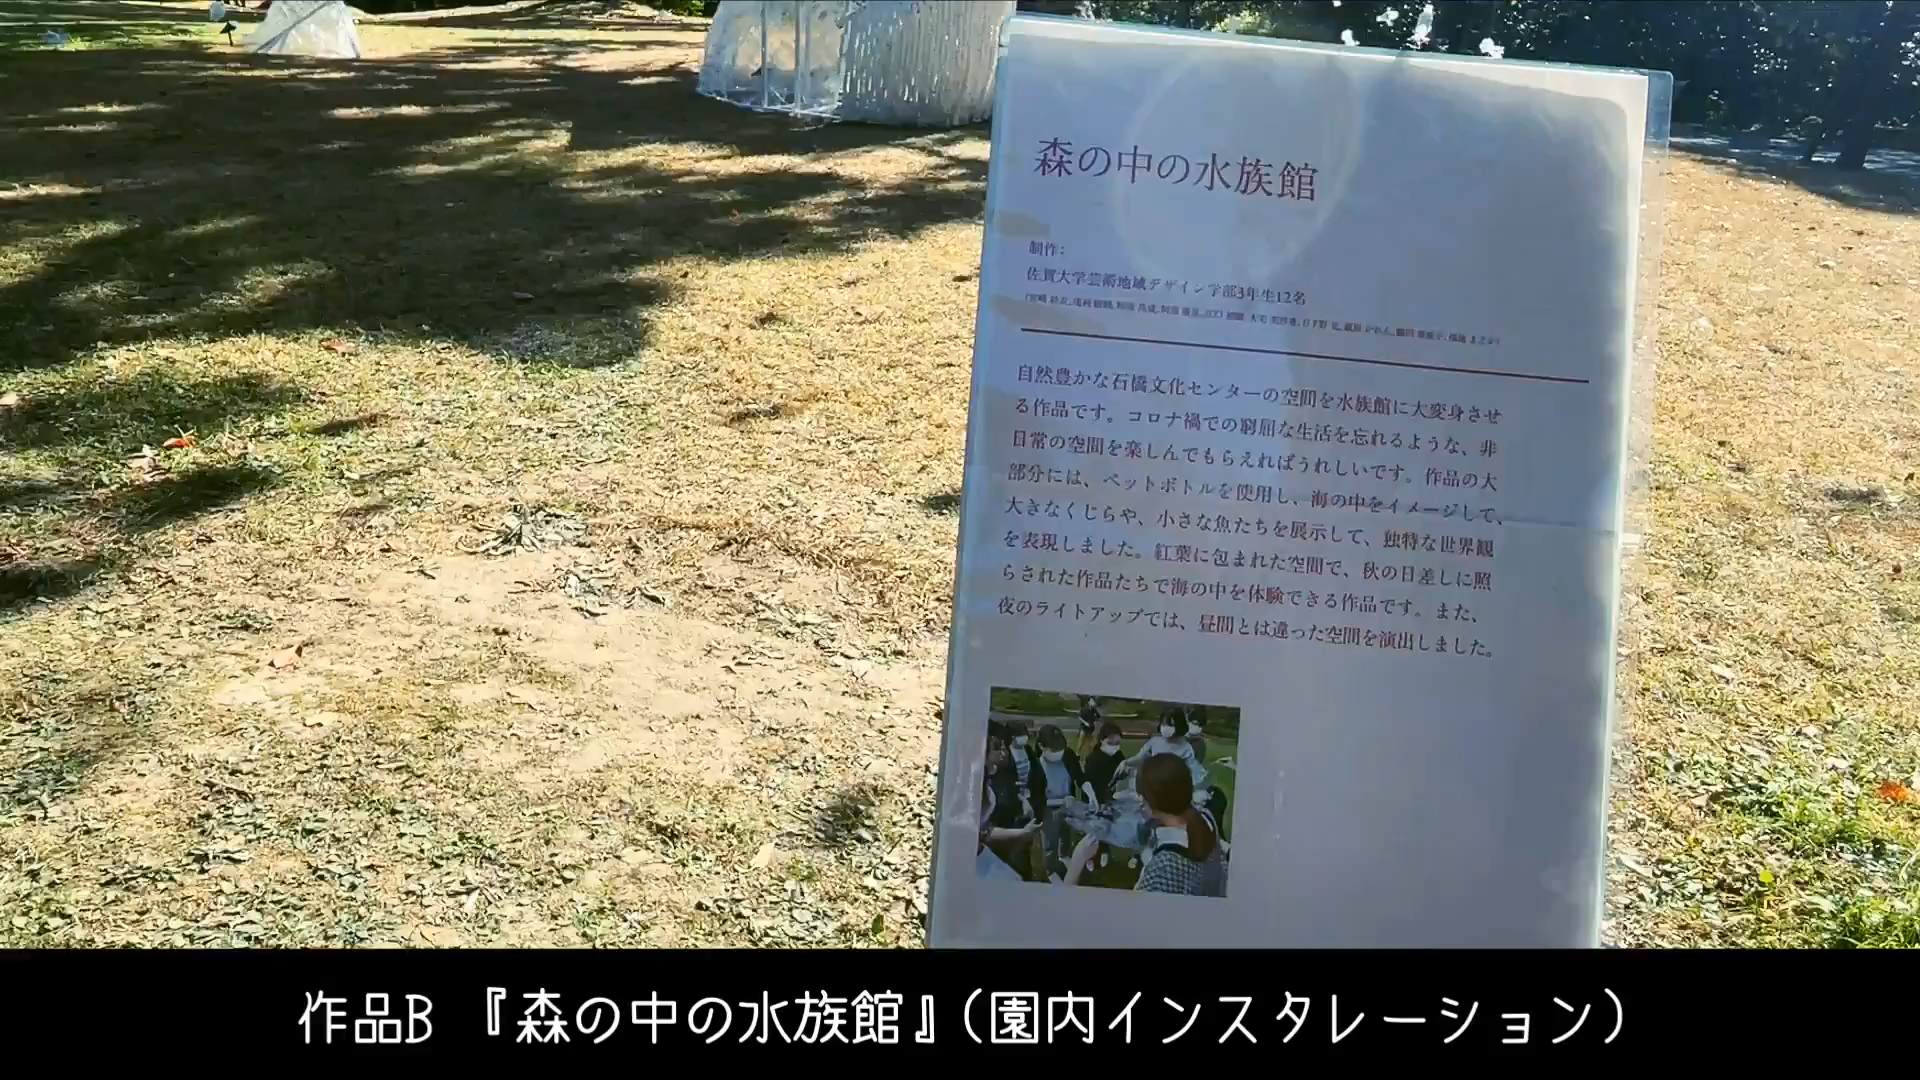 森の中の水族館
制作:
佐賀大学芸術地域デザイン学部3年生12名
自然豊かな石橋文化センターの空間を水族館に大変身させ
る作品です。コロナ禍での窮屈な生活を忘れるような、非
日常の空間を楽しんでもらえればうれしいです。作品の大
部分には、ペットボトルを使用し、海の中をイメージして、
大きなくじらや、小さな魚たちを展示して、独特な世界観
を表現しました。紅葉に包まれた空間で、秋の日差しに照
らされた作品たちで海の中を体験できる作品です。また、
夜のライトアップでは、昼間とは違った空間を演出しました。
作品B 『森の中の水族館』(園内インスタレーション)